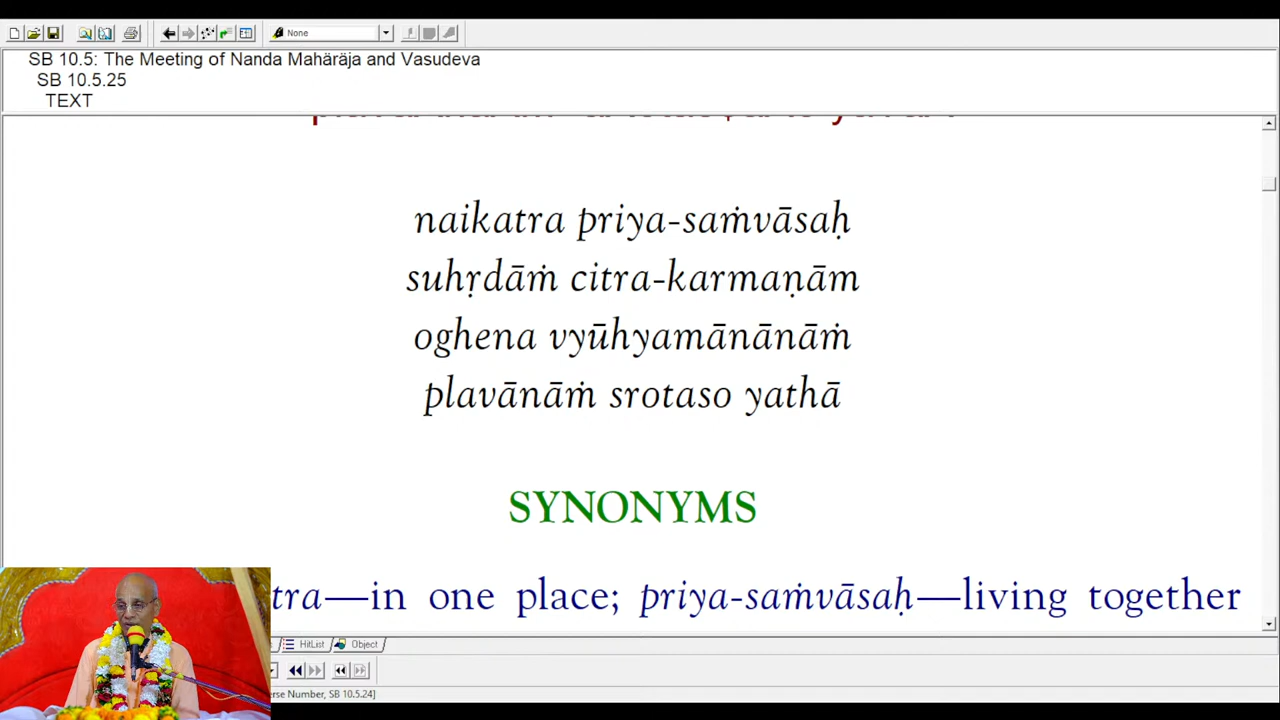 None
SB 10.5: The Meeting of Nanda Mahäräja and Vasudeva
SB 10.5.25
TEXT
naikatra priya-saṁvāsaḥ
suhṛdāṁ citra-karmaṇām
oghena vyūhyamānānāṁ
plavānāṁ srotaso yathā
SYNONYMS
tra—in one place; priya-saṁvāsaḥ—living together
HitList Object
erse Number, SB 10.5.24]